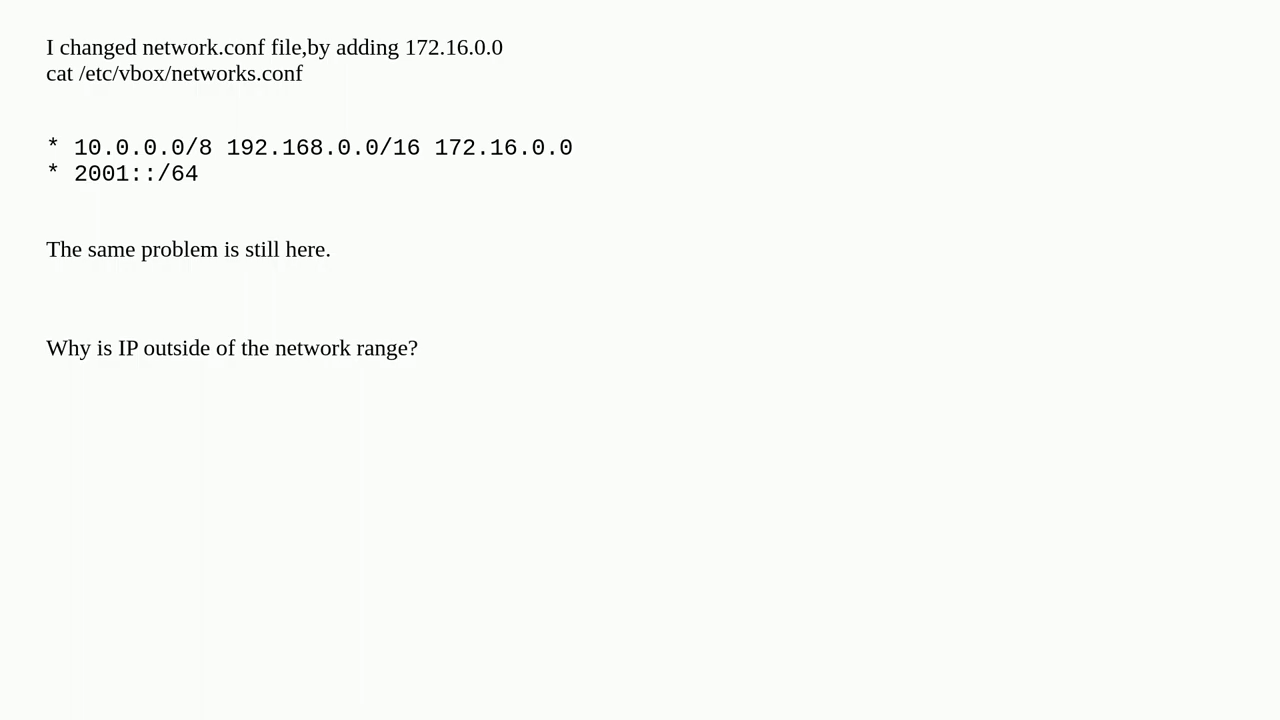 I changed network.conf file,by adding 172.16.0.0
cat /etc/vbox/networks.conf
* 10.0.0.0/8 192.168.0.0/16 172.16.0.0
* 2001::/64
The same problem is still here.
Why is IP outside of the network range?